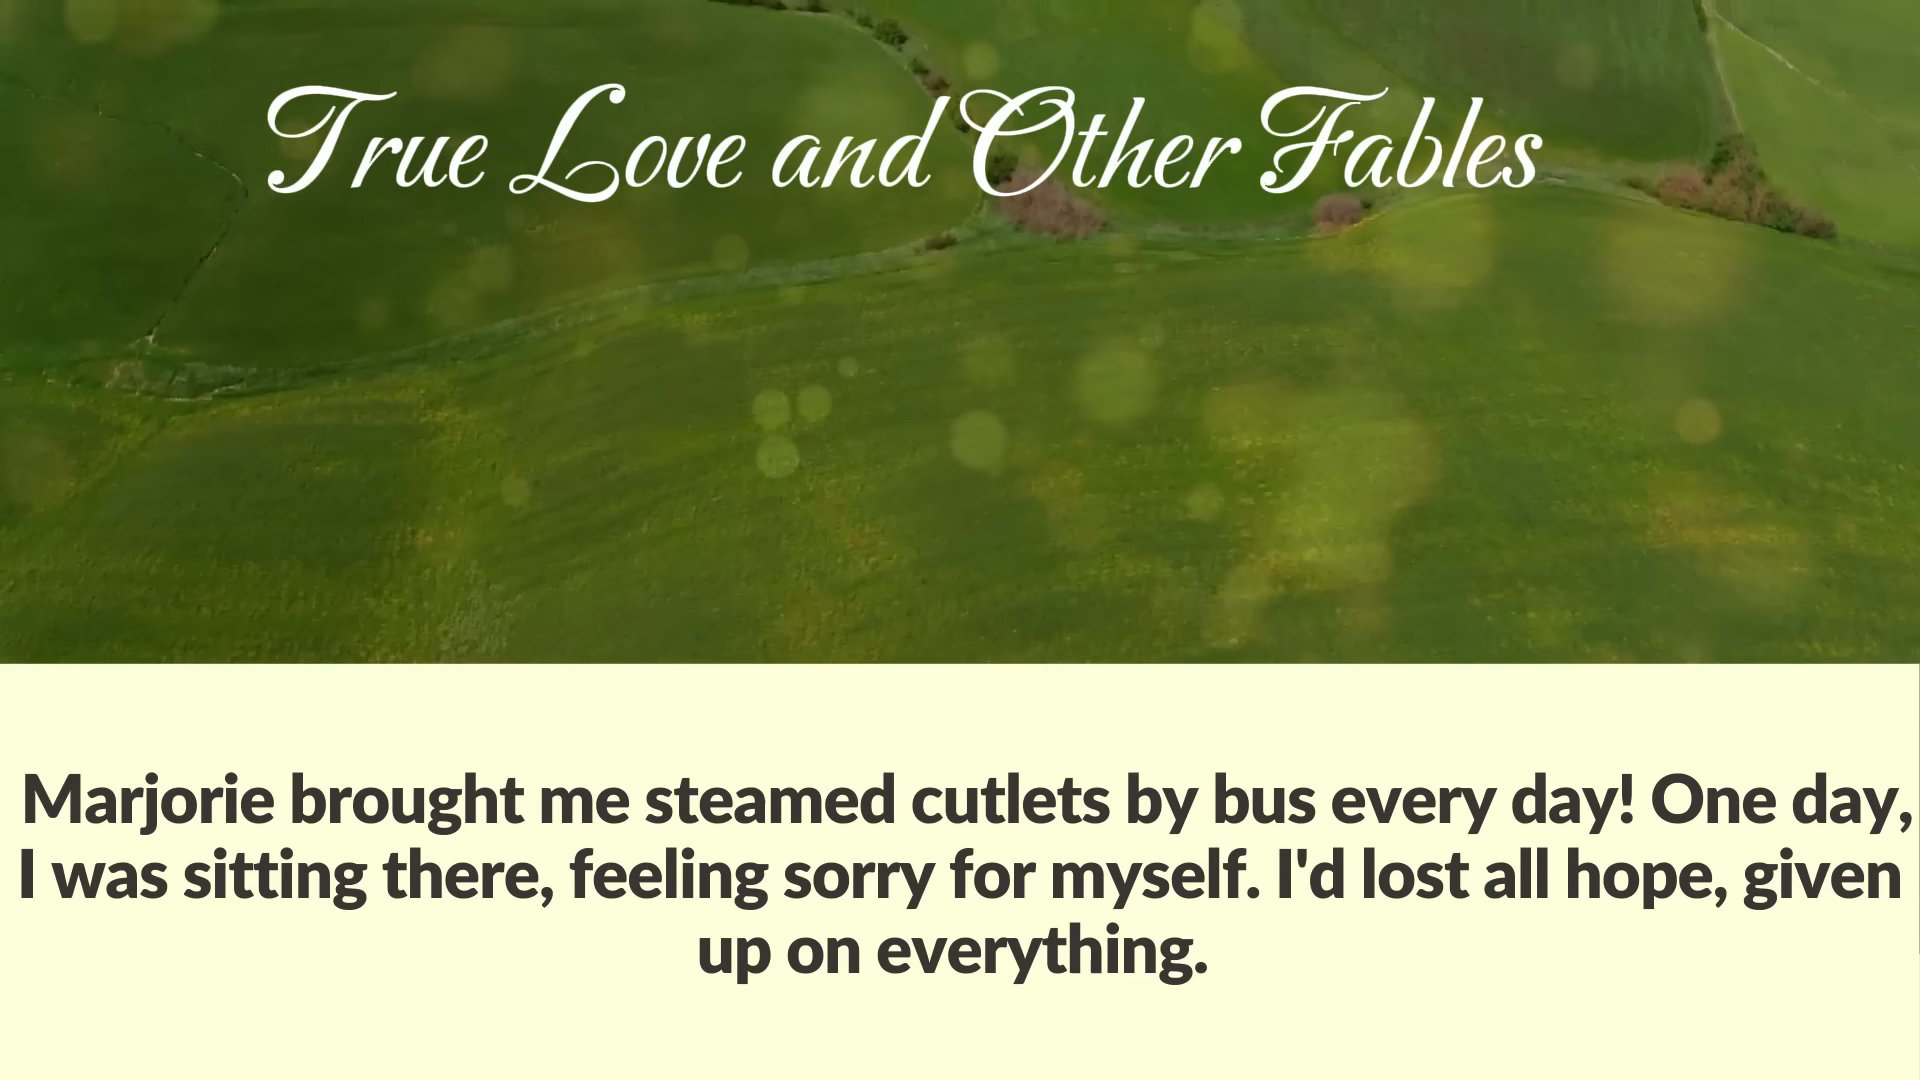 True Love and Other Fables
Marjorie brought me steamed cutlets by bus every day! One day,
I was sitting there, feeling sorry for myself. I'd lost all hope, given
up on everything.